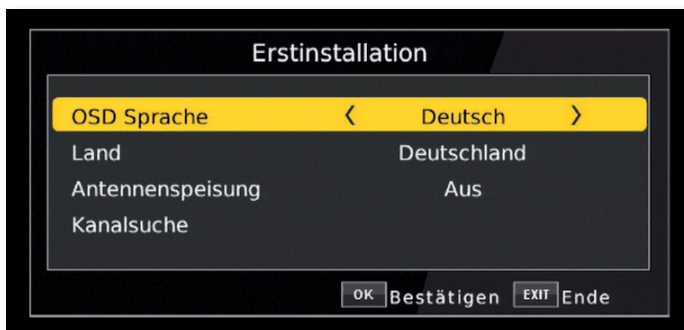 Erstinstallation
OSD Sprache < Deutsch >
Land Deutschland
Antennenspeisung Aus
Kanalsuche
OK Bestätigen EXIT Ende